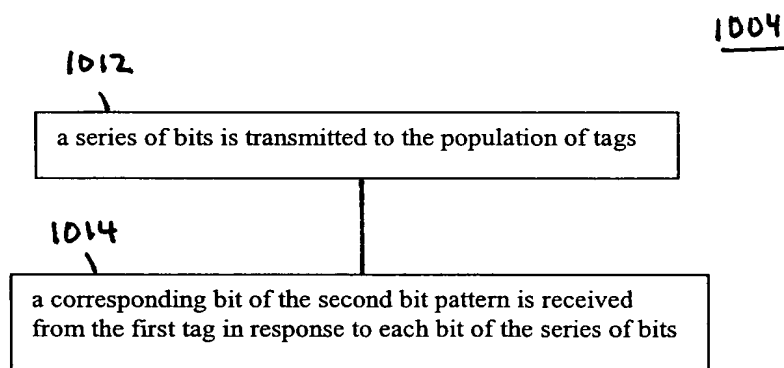 1004
1012
a series of bits is transmitted to the population of tags
1014
a corresponding bit of the second bit pattern is received
from the first tag in response to each bit of the series of bits